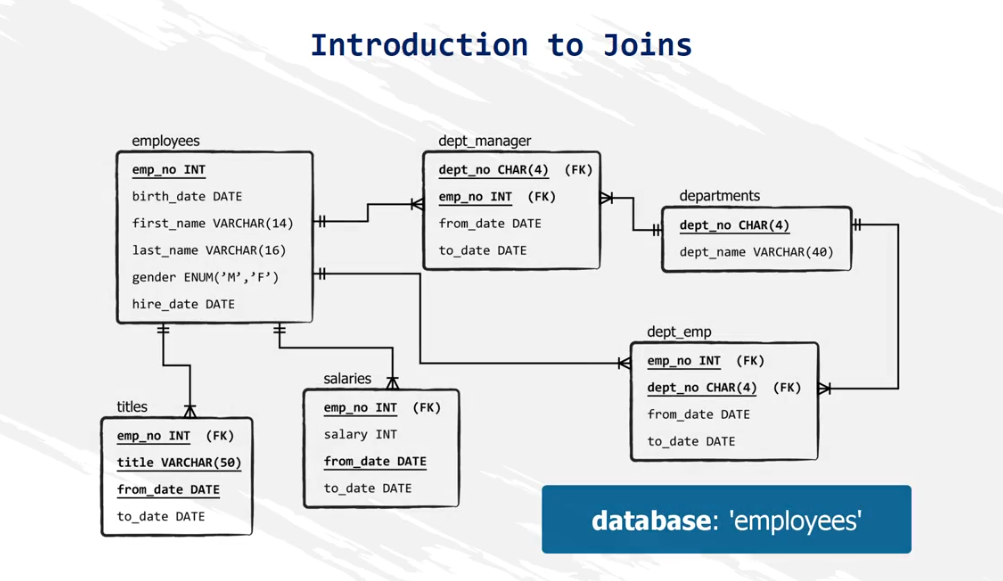 Introduction to Joins
employees
emp_no INT
birth_date DATE
first_name VARCHAR(14)
last_name VARCHAR(16)
gender ENUM(’M’,’F’)
hire_date DATE
dept_manager
dept_no CHAR(4) (FK)
emp_no INT (FK)
from_date DATE
to_date DATE
departments
dept_no CHAR(4)
dept_name VARCHAR(40)
dept_emp
emp_no INT (FK)
dept_no CHAR(4) (FK)
from_date DATE
to_date DATE
salaries
emp_no INT (FK)
salary INT
from_date DATE
to_date DATE
titles
emp_no INT (FK)
title VARCHAR(50)
from_date DATE
to_date DATE
database: 'employees'